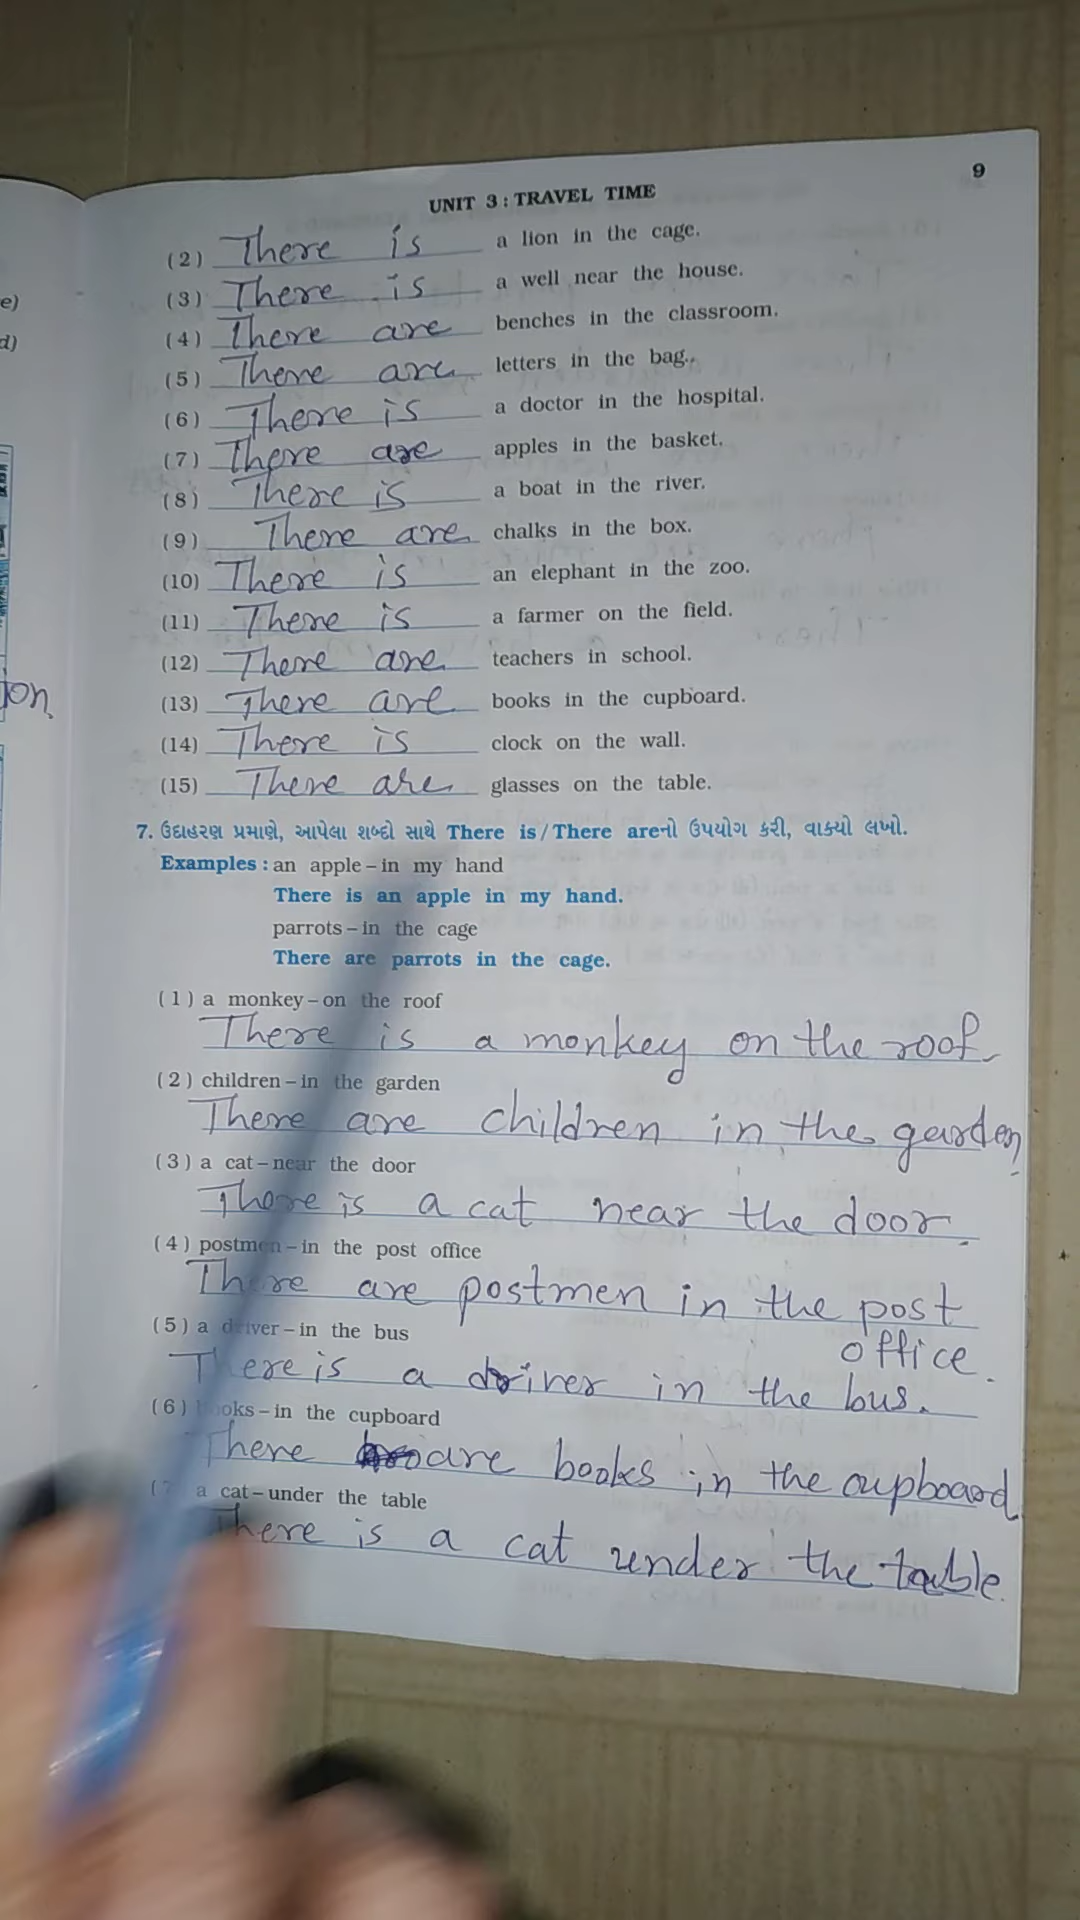 9
UNIT 3 : TRAVEL TIME
e)
d)
(2) There is a lion in the cage.
(3) There is a well near the house.
(4) There are benches in the classroom.
(5) There are letters in the bag.
(6) There is a doctor in the hospital.
(7) There are apples in the basket.
(8) There is a boat in the river.
(9) There are chalks in the box.
(10) There is an elephant in the zoo.
(11) There is a farmer on the field.
(12) There are teachers in school.
(13) There are books in the cupboard.
(14) There is clock on the wall.
(15) There are glasses on the table.
7. ઉદાહરણ પ્રમાણે, આપેલા શબ્દો સાથે There is/There areનો ઉપયોગ કરી, વાક્યો લખો.
Examples : an apple – in my hand
There is an apple in my hand.
parrots – in the cage
There are parrots in the cage.
(1) a monkey – on the roof
There is a monkey on the roof
(2) children – in the garden
There are children in the garden
(3) a cat – near the door
There is a cat near the door.
(4) postmen – in the post office
There are postmen in the post
office.
(5) a driver – in the bus
There is a driver in the bus.
(6) books – in the cupboard
There are books in the cupboard
(7 a cat – under the table
There is a cat under the table.